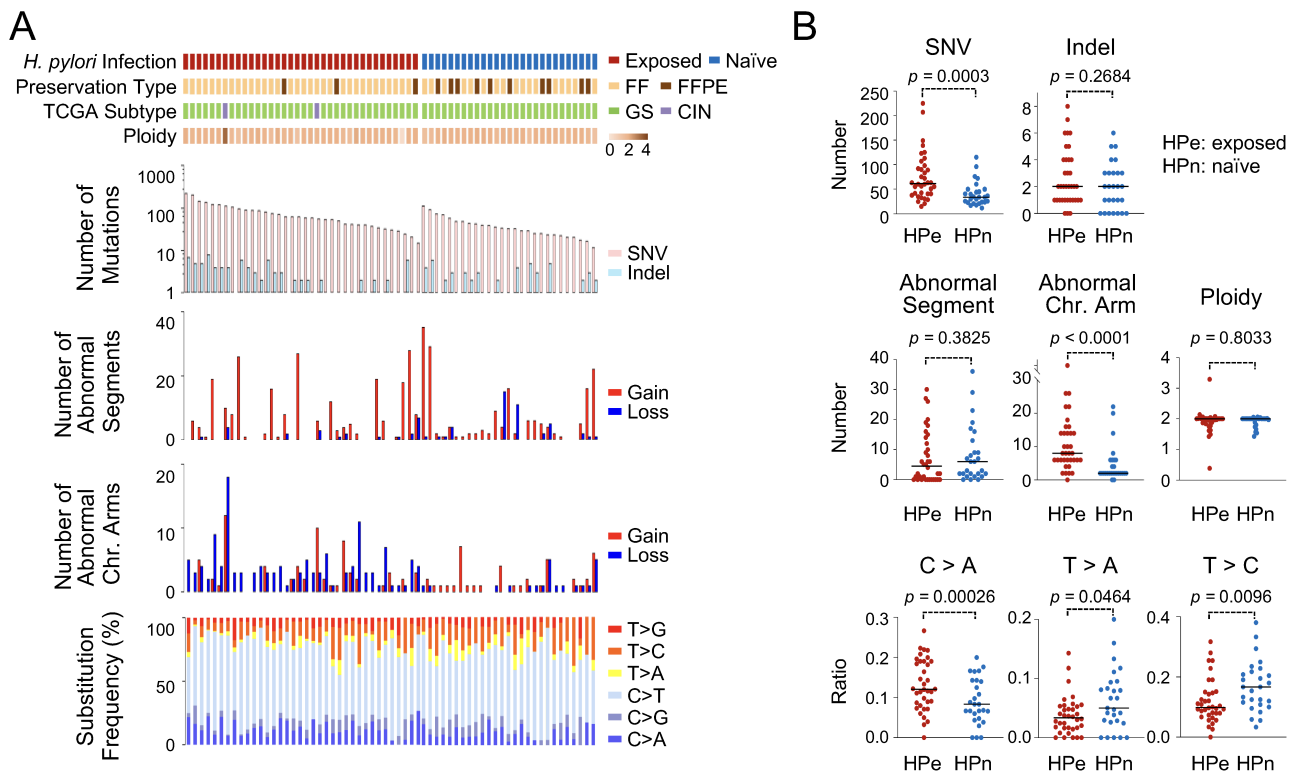 A
H. pylori Infection
Exposed
Naïve
Preservation Type
FF
FFPE
TCGA Subtype
GS
CIN
Ploidy
0 2 4
Number of
Mutations
1000
100
10
1
SNV
Indel
Number of
Abnormal
Segments
40
20
0
Gain
Loss
Number of
Abnormal
Chr. Arms
20
10
0
Gain
Loss
Substitution
Frequency (%)
100
50
0
T>G
T>C
T>A
C>T
C>G
C>A
B
SNV
p = 0.0003
Number
250
200
150
100
50
0
HPe HPn
Indel
p = 0.2684
8
6
4
2
0
HPe HPn
HPe: exposed
HPn: naïve
Abnormal
Segment
p = 0.3825
Number
40
30
20
10
0
HPe HPn
Abnormal
Chr. Arm
p < 0.0001
30
20
10
0
HPe HPn
Ploidy
p = 0.8033
4
3
2
1
0
HPe HPn
C > A
p = 0.00026
Ratio
0.3
0.2
0.1
0.0
HPe HPn
T > A
p = 0.0464
0.2
0.1
0.0
HPe HPn
T > C
p = 0.0096
0.4
0.2
0.0
HPe HPn